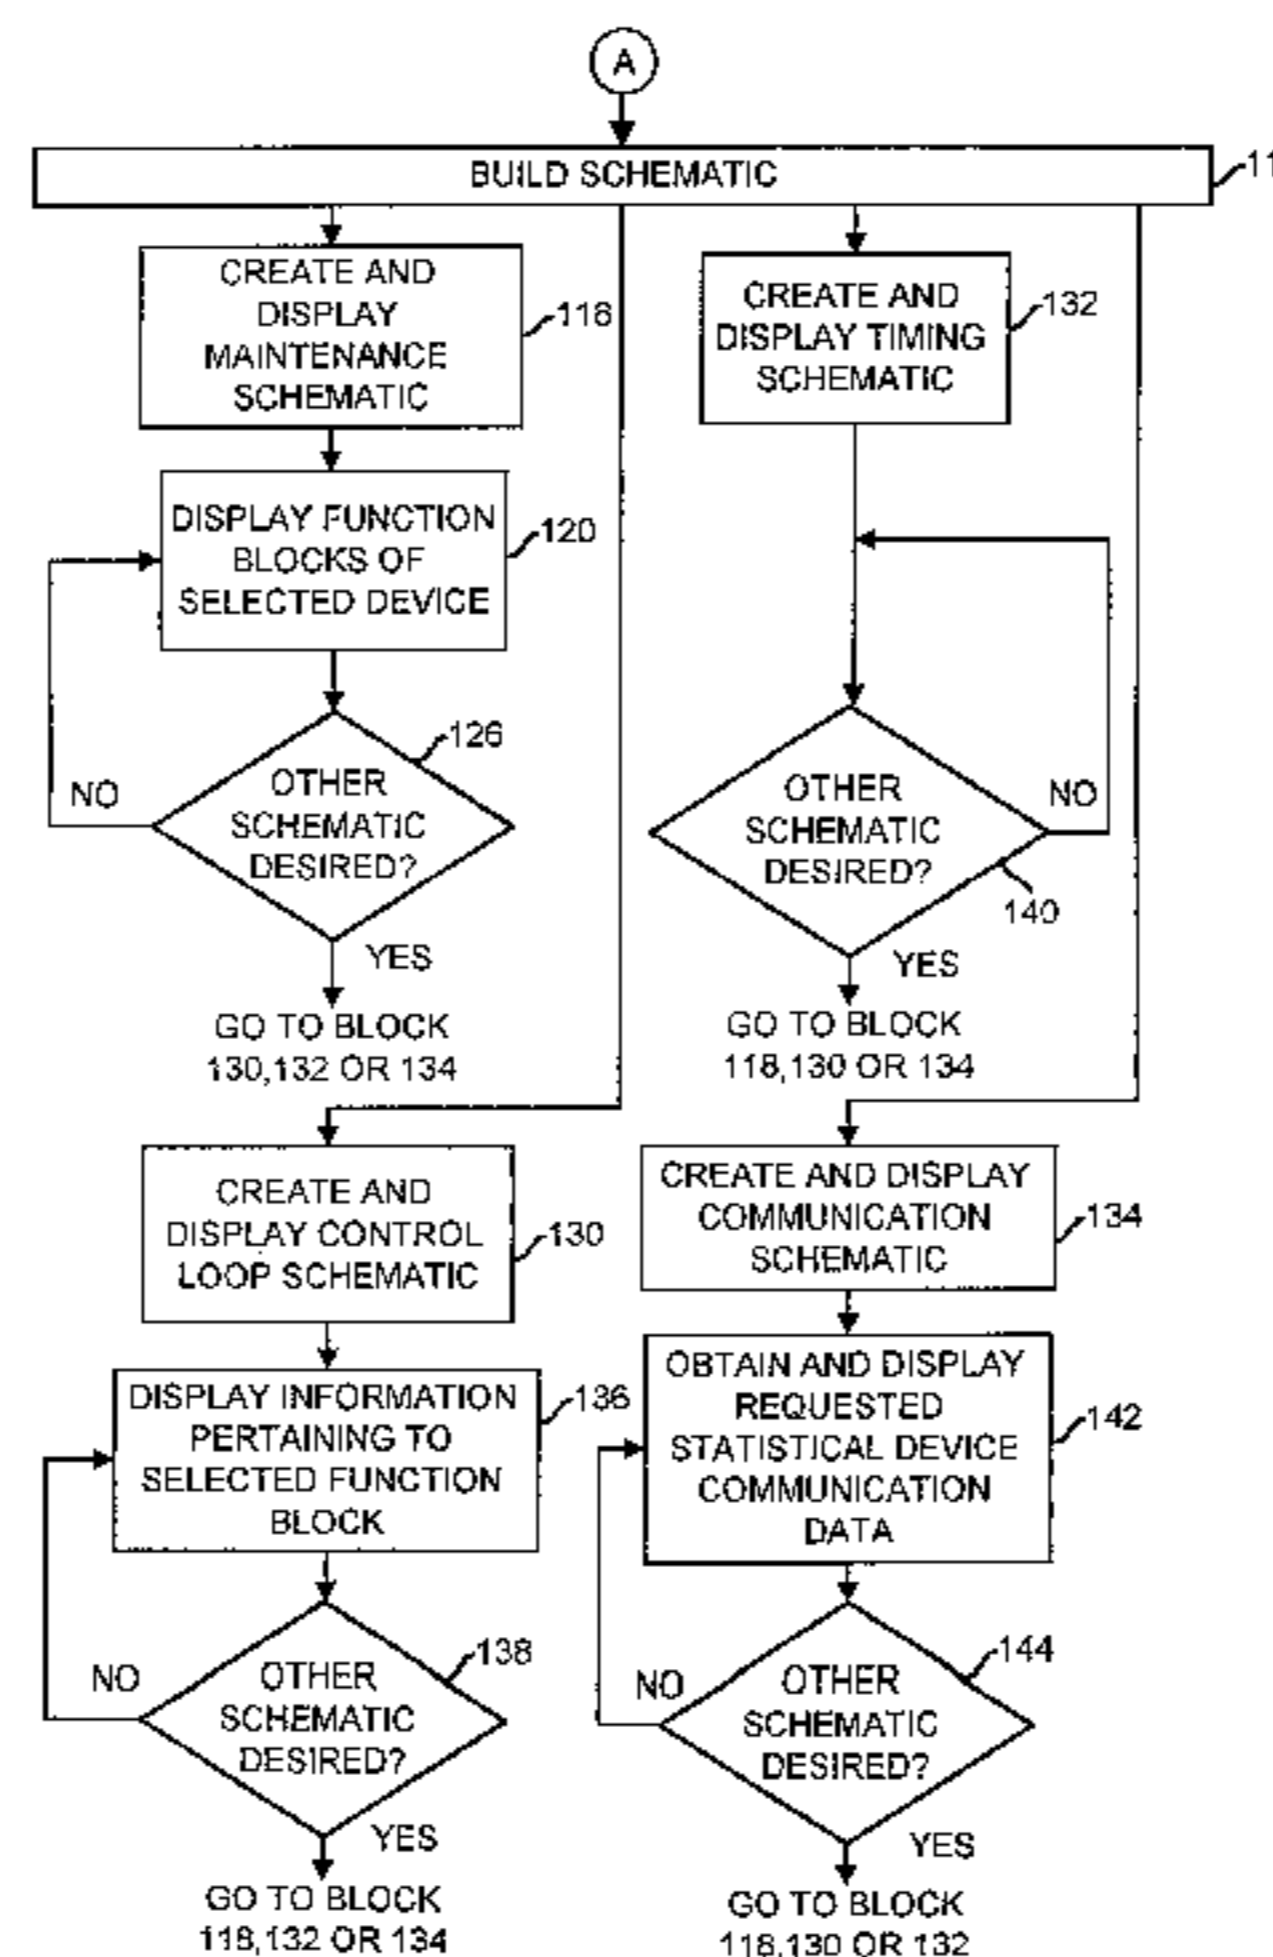 A
BUILD SCHEMATIC
CREATE AND
DISPLAY
MAINTENANCE
SCHEMATIC
118
CREATE AND
DISPLAY TIMING
SCHEMATIC
132
DISPLAY FUNCTION
BLOCKS OF
SELECTED DEVICE
120
126
OTHER
SCHEMATIC
DESIRED?
NO
YES
GO TO BLOCK
130,132 OR 134
OTHER
SCHEMATIC
DESIRED?
NO
140
YES
GO TO BLOCK
118,130 OR 134
CREATE AND
DISPLAY CONTROL
LOOP SCHEMATIC
130
CREATE AND DISPLAY
COMMUNICATION
SCHEMATIC
134
DISPLAY INFORMATION
PERTAINING TO
SELECTED FUNCTION
BLOCK
136
OBTAIN AND DISPLAY
REQUESTED
STATISTICAL DEVICE
COMMUNICATION
DATA
142
138
OTHER
SCHEMATIC
DESIRED?
NO
YES
GO TO BLOCK
118,132 OR 134
144
OTHER
SCHEMATIC
DESIRED?
NO
YES
GO TO BLOCK
118,130 OR 132